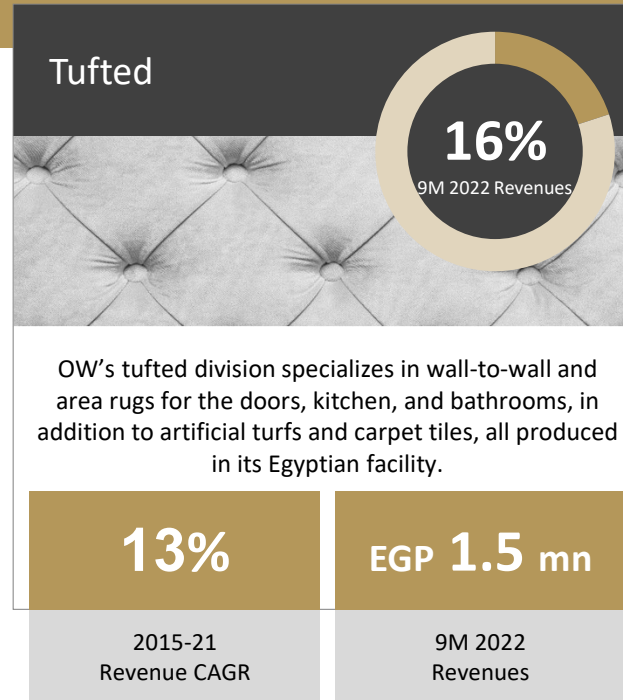 Tufted
16%
9M 2022 Revenues
OW’s tufted division specializes in wall-to-wall and
area rugs for the doors, kitchen, and bathrooms, in
addition to artificial turfs and carpet tiles, all produced
in its Egyptian facility.
13%
2015-21
Revenue CAGR
EGP 1.5 mn
9M 2022
Revenues